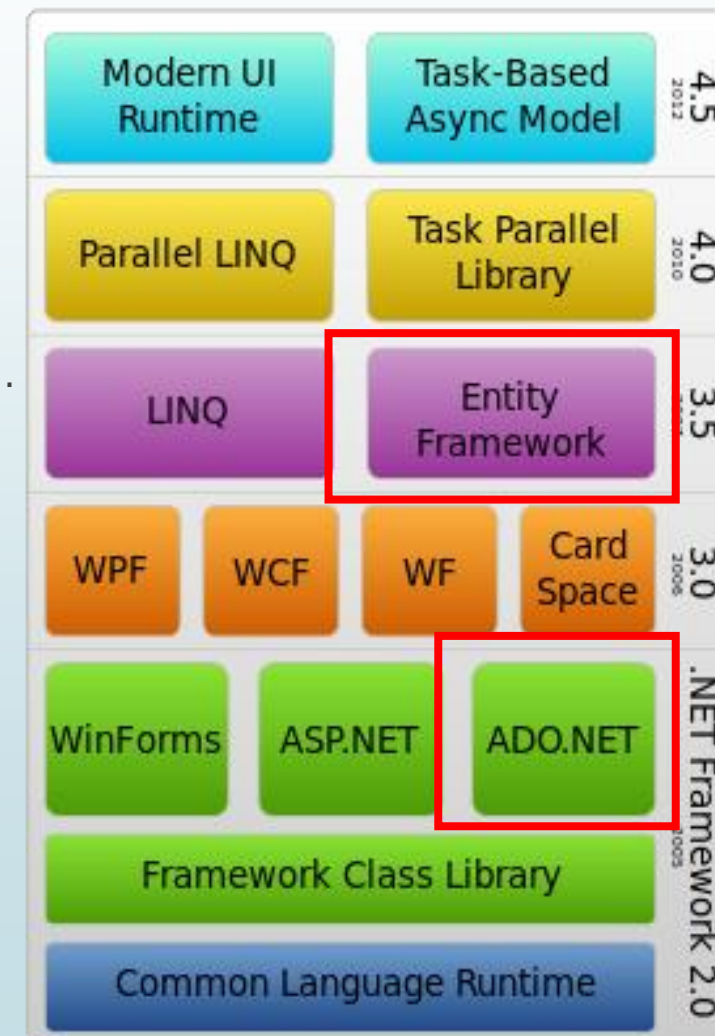 Modern UI
Runtime
Task-Based
Async Model
4.5
2012
Parallel LINQ
Task Parallel
Library
4.0
2010
LINQ
Entity
Framework
3.5
WPF
WCF
WF
Card
Space
3.0
2006
WinForms
ASP.NET
ADO.NET
.NET Framework 2.0
2005
Framework Class Library
Common Language Runtime